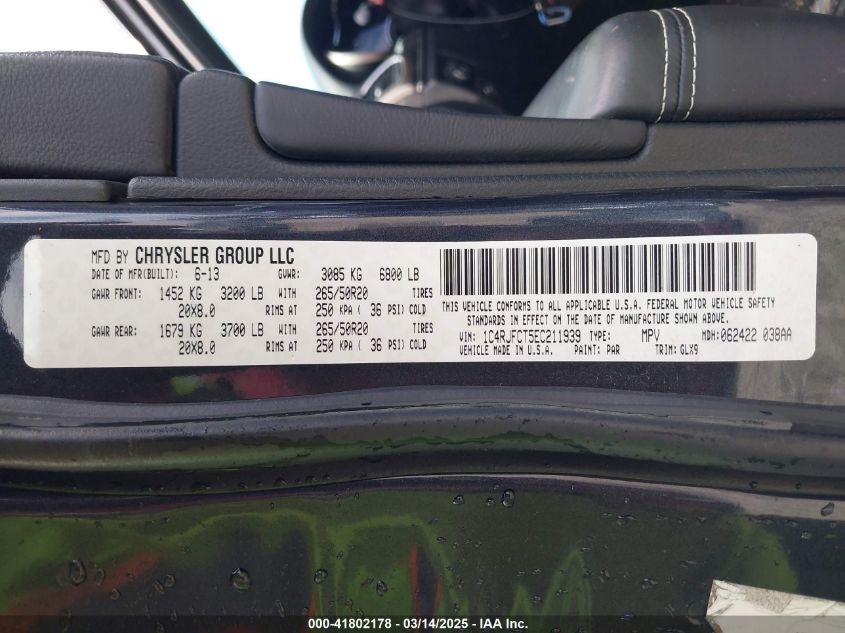 MFD BY CHRYSLER GROUP LLC
DATE OF MFR(BUILT): 6-13 GVWR: 3085 KG 6800 LB
GAWR FRONT: 1452 KG 3200 LB WITH 265/50R20 TIRES
20X8.0 RIMS AT 250 KPA ( 36 PSI) COLD
GAWR REAR: 1679 KG 3700 LB WITH 265/50R20 TIRES
20X8.0 RIMS AT 250 KPA ( 36 PSI) COLD
THIS VEHICLE CONFORMS TO ALL APPLICABLE U.S.A. FEDERAL MOTOR VEHICLE SAFETY
STANDARDS IN EFFECT ON THE DATE OF MANUFACTURE SHOWN ABOVE.
VIN: 1C4RJFCT5EC211939 TYPE: MPV MDH: 062422 038AA
VEHICLE MADE IN U.S.A. PAINT: PAR TRIM: GLX9
000-41802178 - 03/14/2025 - IAA Inc.